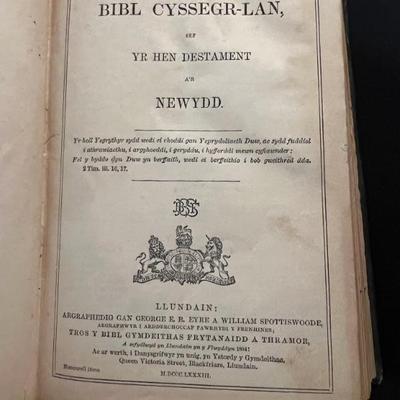 BIBL CYSSEGR-LAN,
SEF
YR HEN DESTAMENT
A'R
NEWYDD.
Yr holl Ysgrythyr sydd wedi ei rhoddi gan Ysprydoliaeth Duw, ac sydd fuddiol
i athrawiaethu, i argyhoeddi, i geryddu, i hyfforddi mewn cyfiawnder:
Fel y byddo dyn Duw yn berffaith, wedi ei berffeithio i bob gweithred dda.
2 Tim. iii. 16, 17.
LLUNDAIN:
ARGRAPHEDIG GAN GEORGE E. B. EYRE A WILLIAM SPOTTISWOODE,
ARGRAPHWYR I ARDDERCHOCCAF FAWRHYDI Y FRENHINES;
TROS Y BIBL GYMDEITHAS FRYTANAIDD A THRAMOR,
A sefydlwyd yn Llundain yn y Flwyddyn 1804:
Ac ar werth, i Danysgrifwyr yn unig, yn Ystordy y Gymdeithas,
Queen Victoria Street, Blackfriars, Llundain.
M.DCCC.LXXXIII.